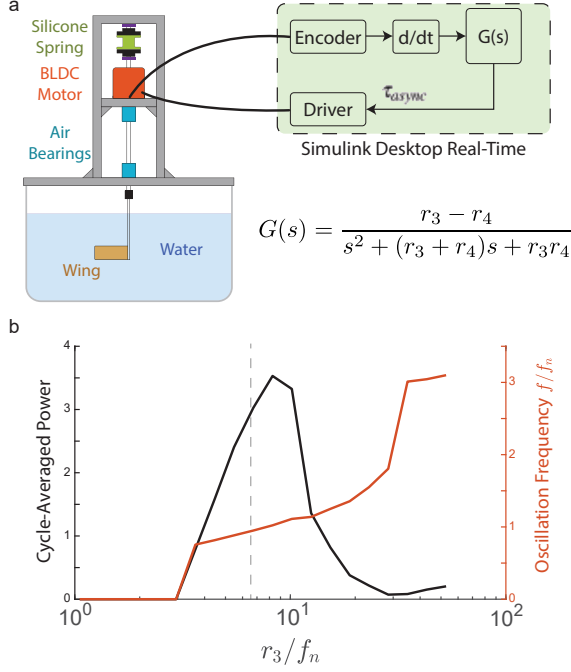 a
Silicone
Spring
BLDC
Motor
Air
Bearings
Wing
Water
Encoder
d/dt
G(s)
τasync
Driver
Simulink Desktop Real-Time
G(s) = r₃ − r₄ / s² + (r₃ + r₄)s + r₃r₄
b
Cycle-Averaged Power
4
3
2
1
0
Oscillation Frequency f/fₙ
3
2
1
0
10⁰
10¹
10²
r₃/fₙ